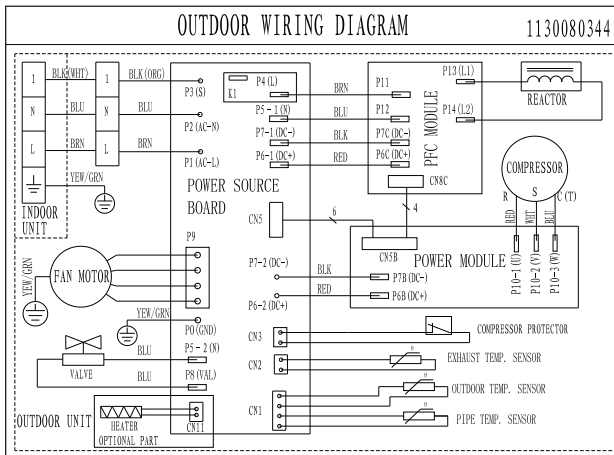 OUTDOOR WIRING DIAGRAM
1130080344
1
BLK(WHT)
1
BLK(ORG)
P3(S)
N
BLU
N
BLU
P2(AC-N)
L
BRN
L
BRN
P1(AC-L)
YEW/GRN
INDOOR
UNIT
K1
P4(L)
P5-1(N)
P7-1(DC-)
P6-1(DC+)
BRN
BLU
BLK
RED
P11
P12
P7C(DC-)
P6C(DC+)
CN8C
PFC MODULE
P13(L1)
P14(L2)
REACTOR
COMPRESSOR
R
S
C(T)
RED
WHT
BLU
P10-1(U)
P10-2(V)
P10-3(W)
POWER SOURCE
BOARD
CN5
6
4
CN5B
POWER MODULE
P7-2(DC-)
BLK
P7B(DC-)
P6-2(DC+)
RED
P6B(DC+)
P9
FAN MOTOR
YEW/GRN
YEW/GRN
P0(GND)
P5-2(N)
BLU
VALVE
BLU
P8(VAL)
CN3
COMPRESSOR PROTECTOR
CN2
θ
EXHAUST TEMP. SENSOR
CN1
θ
OUTDOOR TEMP. SENSOR
θ
PIPE TEMP. SENSOR
OUTDOOR UNIT
HEATER
OPTIONAL PART
CN11